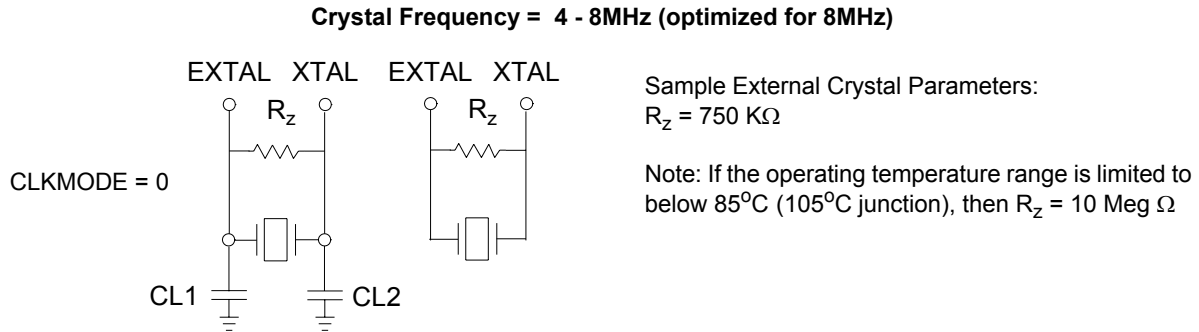 Crystal Frequency = 4 - 8MHz (optimized for 8MHz)
EXTAL XTAL EXTAL XTAL
Rz Rz
CLKMODE = 0
CL1 CL2
Sample External Crystal Parameters:
Rz = 750 KΩ
Note: If the operating temperature range is limited to
below 85oC (105oC junction), then Rz = 10 Meg Ω